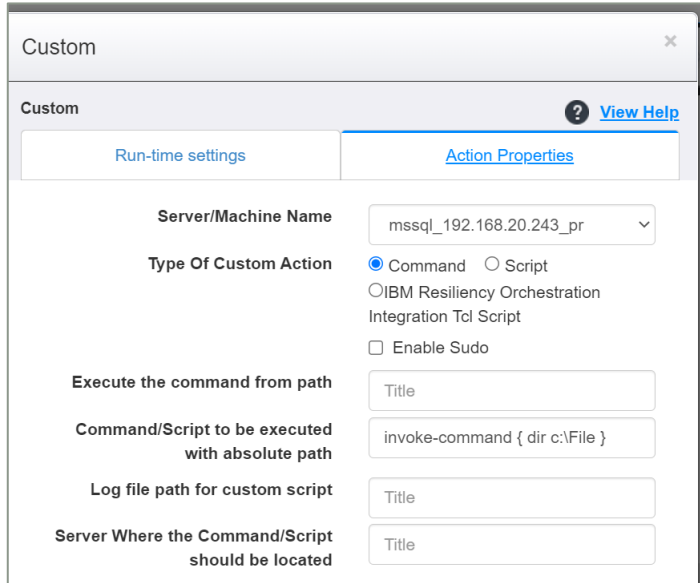 Custom
×
Custom
? View Help
Run-time settings Action Properties
Server/Machine Name mssql_192.168.20.243_pr
Type Of Custom Action Command Script
IBM Resiliency Orchestration
Integration Tcl Script
Enable Sudo
Execute the command from path Title
Command/Script to be executed
with absolute path invoke-command { dir c:\File }
Log file path for custom script Title
Server Where the Command/Script
should be located Title